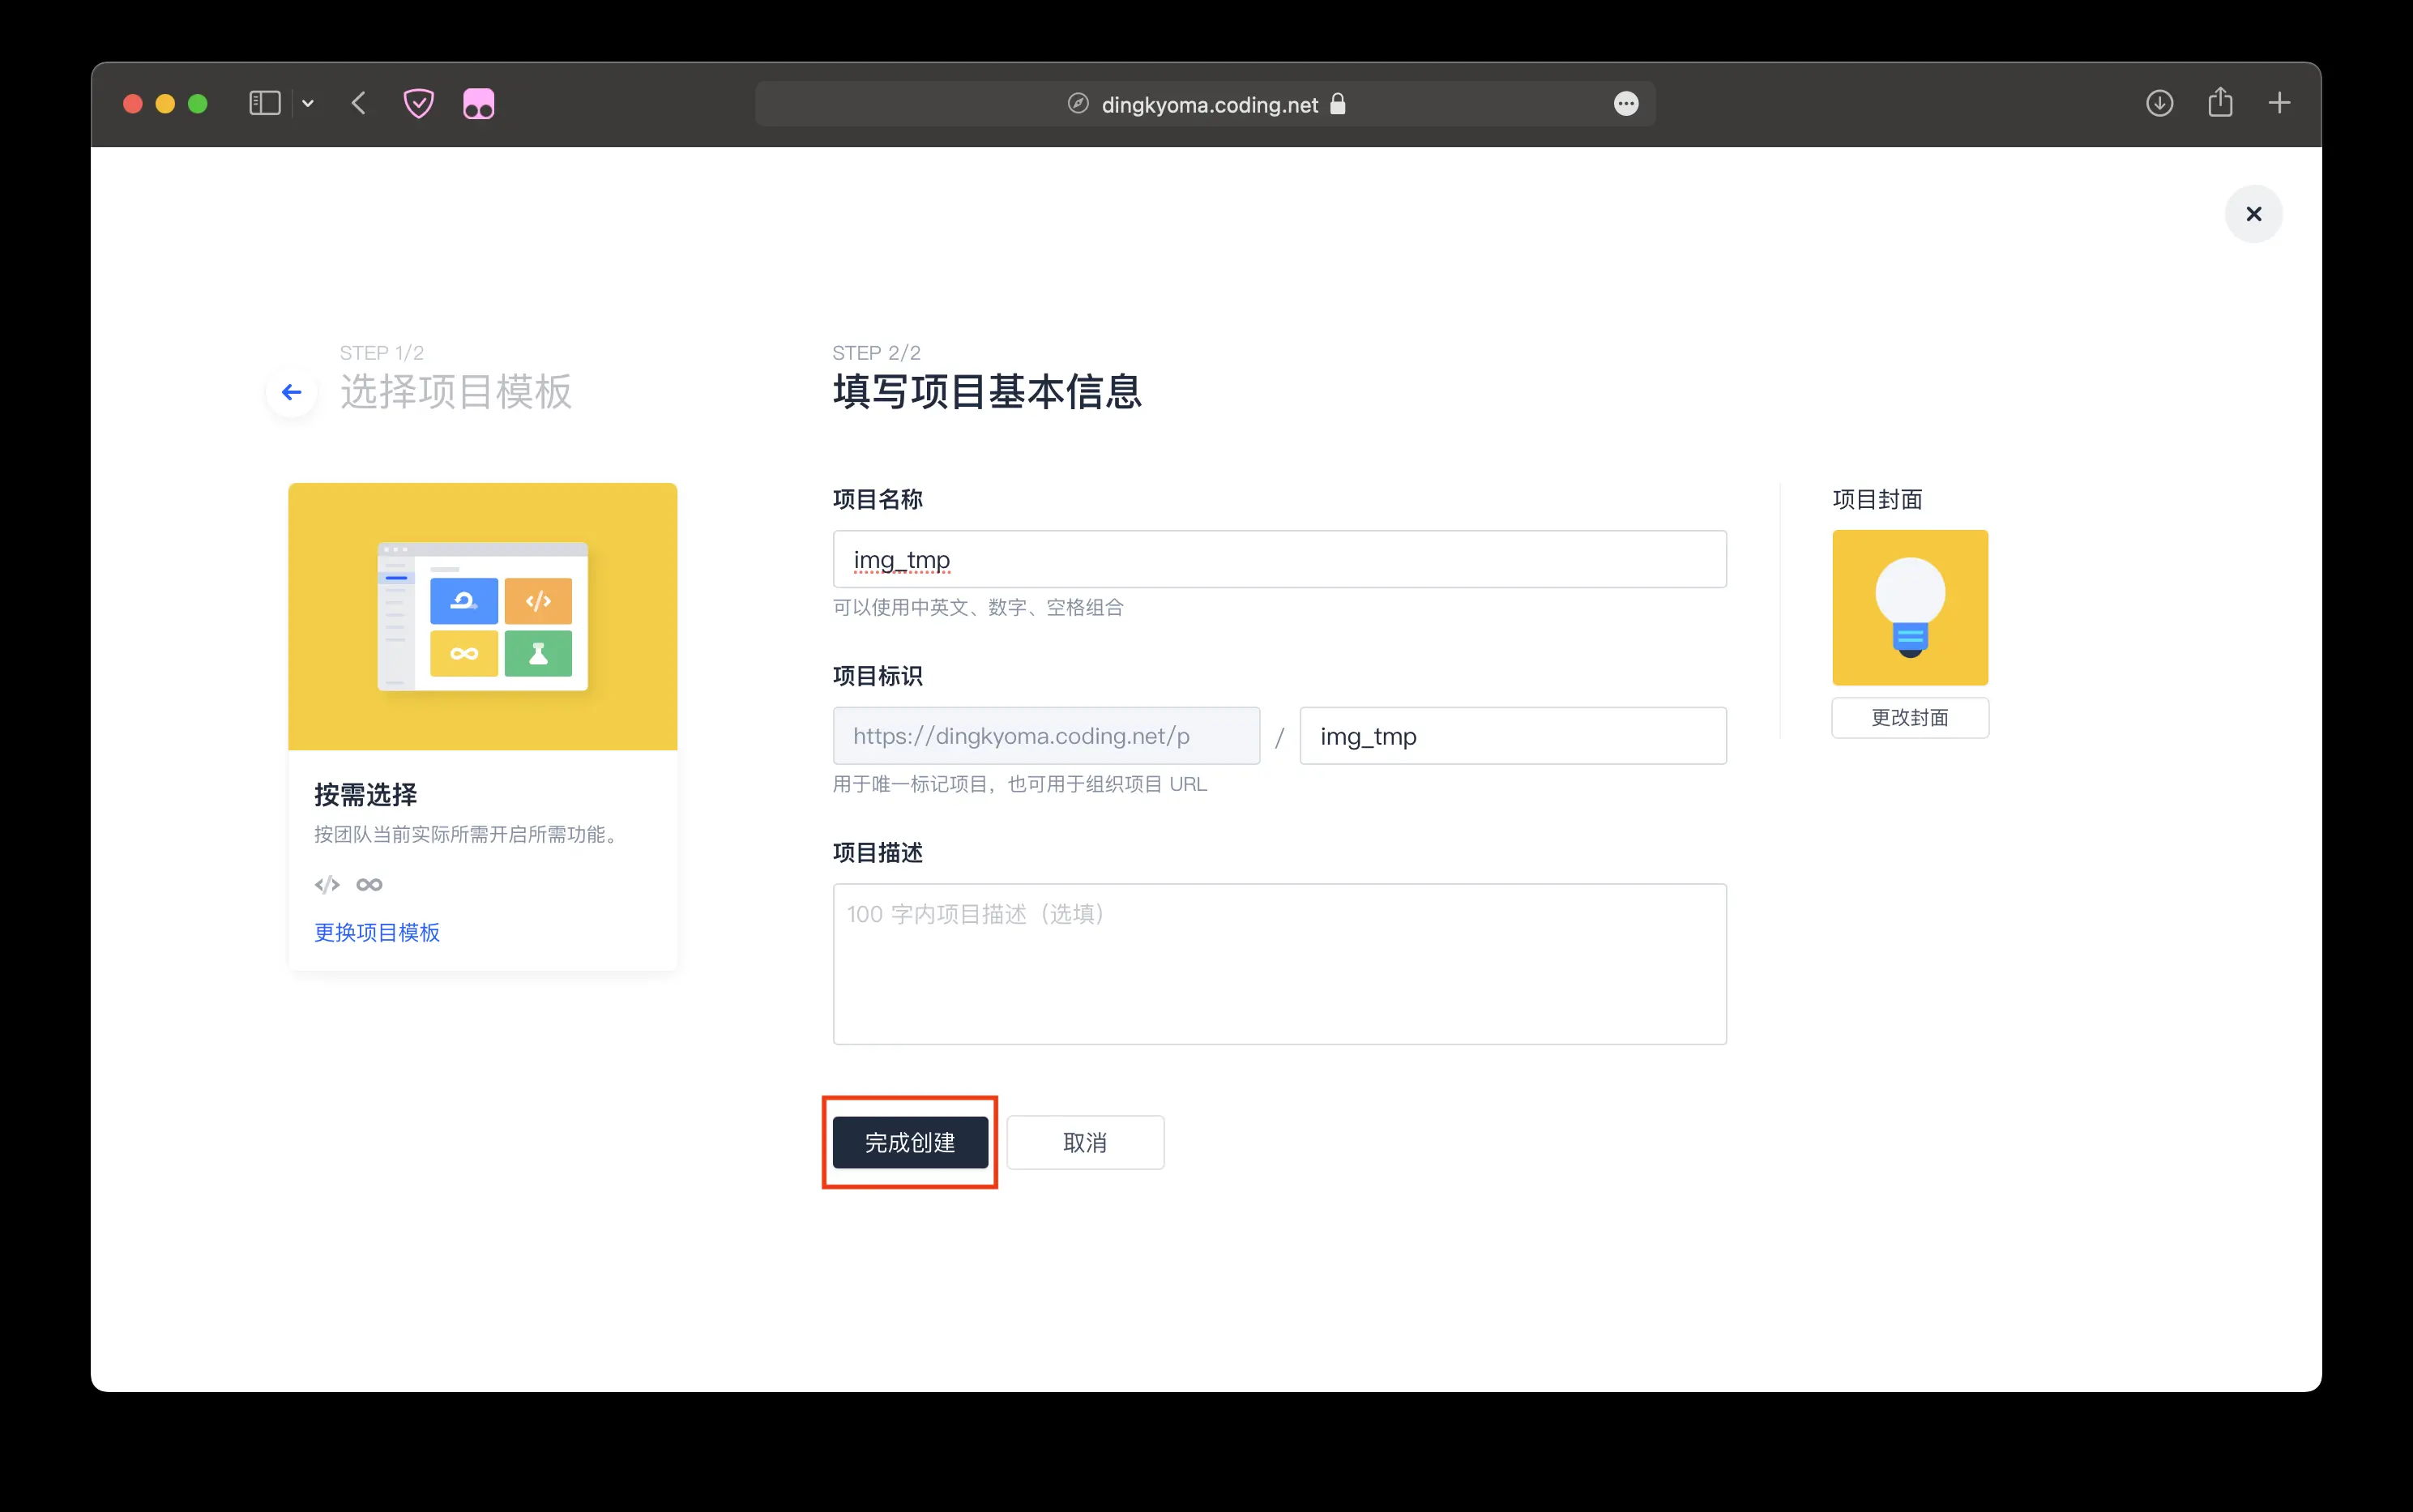 dingkyoma.coding.net
STEP 1/2
选择项目模板
STEP 2/2
填写项目基本信息
按需选择
按团队当前实际所需开启所需功能。
更换项目模板
项目名称
img_tmp
可以使用中英文、数字、空格组合
项目标识
https://dingkyoma.coding.net/p / img_tmp
用于唯一标记项目，也可用于组织项目 URL
项目描述
100 字内项目描述（选填）
完成创建 取消
项目封面
更改封面